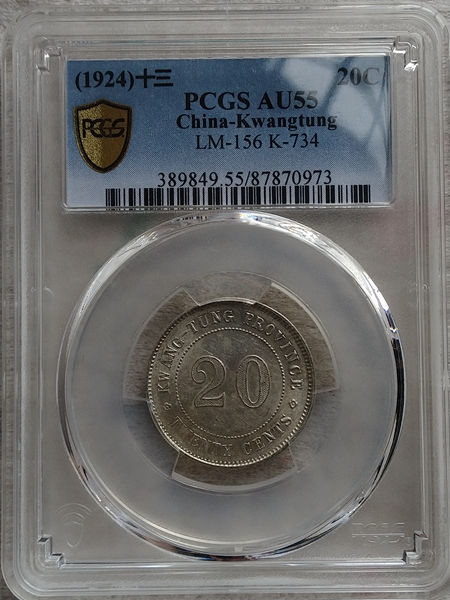 (1924)十三 20C
PCGS AU55
China-Kwangtung
LM-156 K-734
389849.55/87870973
PCGS
KWANG-TUNG PROVINCE
20
TWENTY CENTS
PCGS